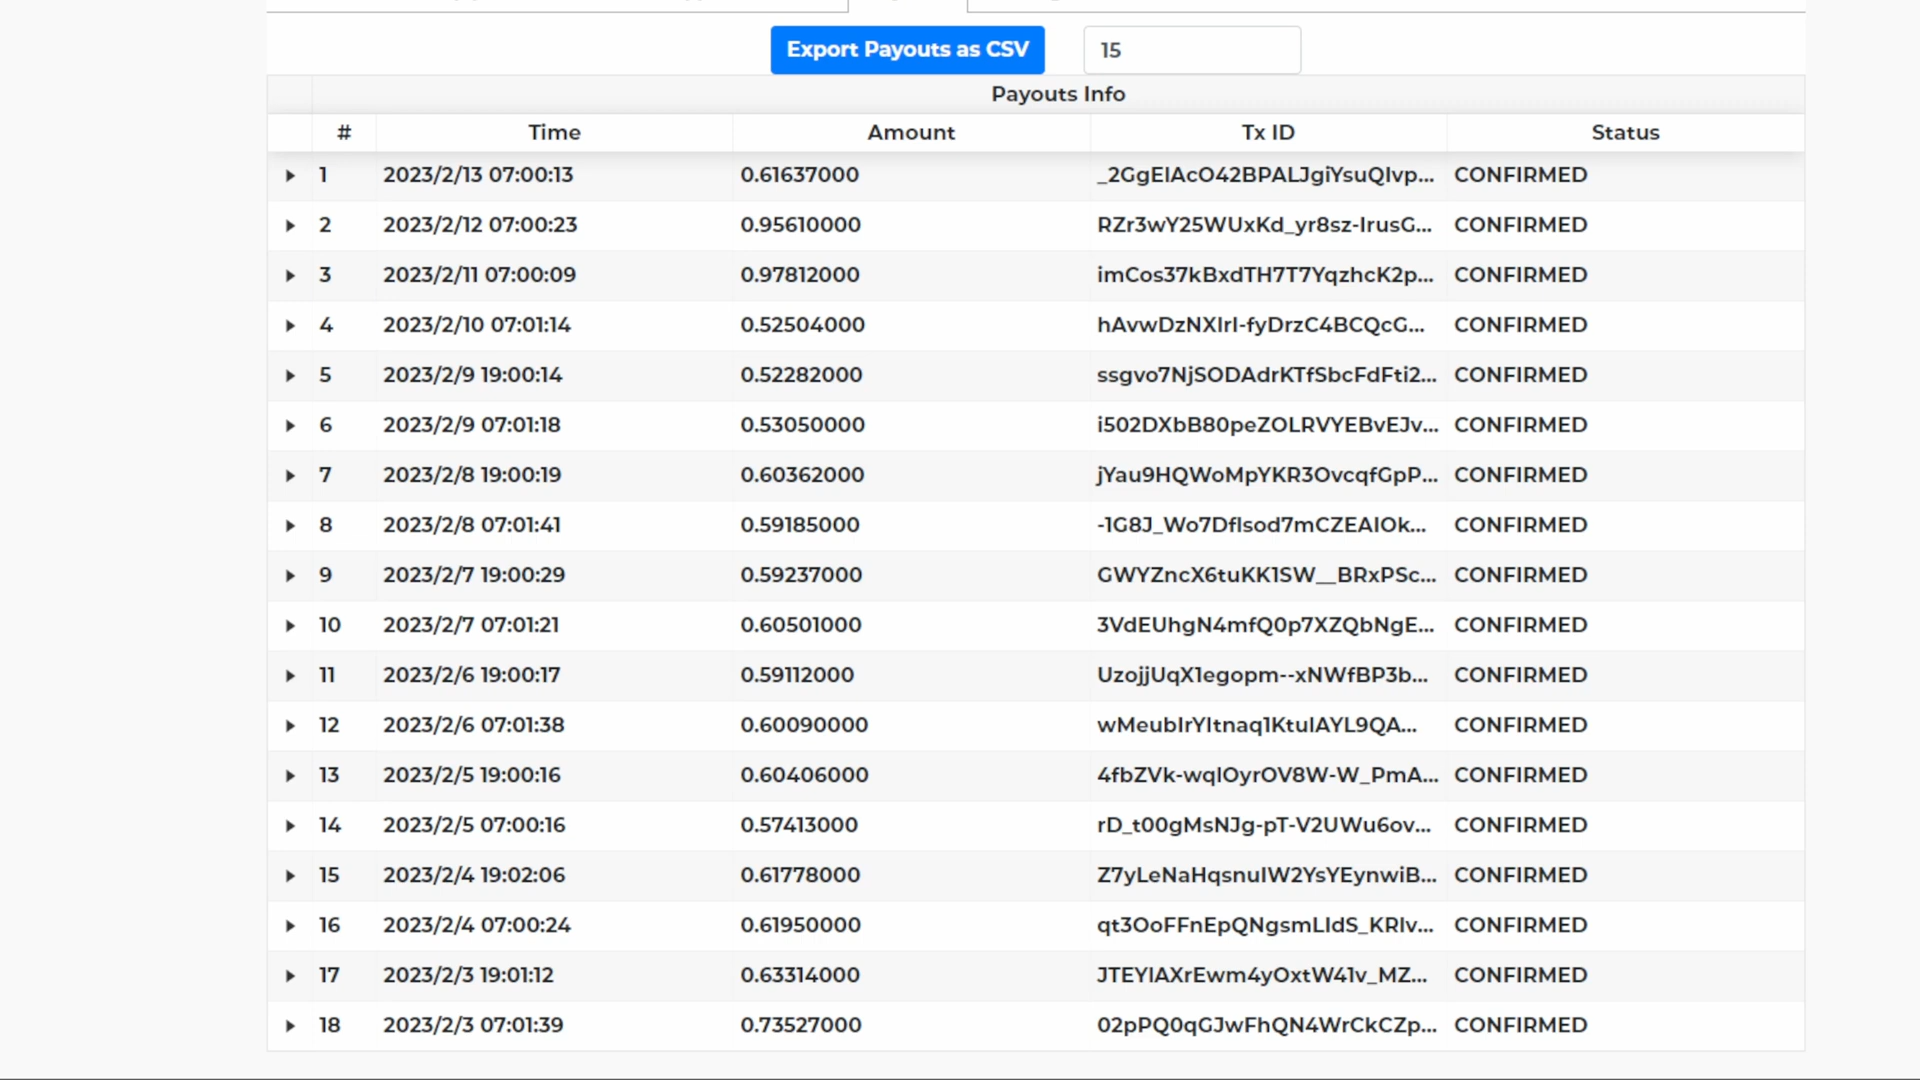 Export Payouts as CSV 15
Payouts Info
# Time Amount Tx ID Status
1 2023/2/13 07:00:13 0.61637000 _2GgEIAcO42BPALJgiYsuQIvp... CONFIRMED
2 2023/2/12 07:00:23 0.95610000 RZr3wY25WUxKd_yr8sz-IrusG... CONFIRMED
3 2023/2/11 07:00:09 0.97812000 imCos37kBxdTH7T7YqzhcK2p... CONFIRMED
4 2023/2/10 07:01:14 0.52504000 hAvwDzNXIrI-fyDrzC4BCQcG... CONFIRMED
5 2023/2/9 19:00:14 0.52282000 ssgvo7NjSODAdrKTfSbcFdFti2... CONFIRMED
6 2023/2/9 07:01:18 0.53050000 i502DXbB80peZOLRVYEBvEJv... CONFIRMED
7 2023/2/8 19:00:19 0.60362000 jYau9HQWoMpYKR3OvcqfGpP... CONFIRMED
8 2023/2/8 07:01:41 0.59185000 -1G8J_Wo7DfIsod7mCZEAIOk... CONFIRMED
9 2023/2/7 19:00:29 0.59237000 GWYZncX6tuKK1SW__BRxPSc... CONFIRMED
10 2023/2/7 07:01:21 0.60501000 3VdEUhgN4mfQ0p7XZQbNgE... CONFIRMED
11 2023/2/6 19:00:17 0.59112000 UzojjUqX1egopm--xNWfBP3b... CONFIRMED
12 2023/2/6 07:01:38 0.60090000 wMeubIrYItnaq1KtuIAYL9QA... CONFIRMED
13 2023/2/5 19:00:16 0.60406000 4fbZVk-wqIOyrOV8W-W_PmA... CONFIRMED
14 2023/2/5 07:00:16 0.57413000 rD_t00gMsNJg-pT-V2UWu6ov... CONFIRMED
15 2023/2/4 19:02:06 0.61778000 Z7yLeNaHqsnuIW2YsYEynwiB... CONFIRMED
16 2023/2/4 07:00:24 0.61950000 qt3OoFFnEpQNgsmLIdS_KRIv... CONFIRMED
17 2023/2/3 19:01:12 0.63314000 JTEYIAXrEwm4yOxtW41v_MZ... CONFIRMED
18 2023/2/3 07:01:39 0.73527000 02pPQ0qGJwFhQN4WrCkCZp... CONFIRMED